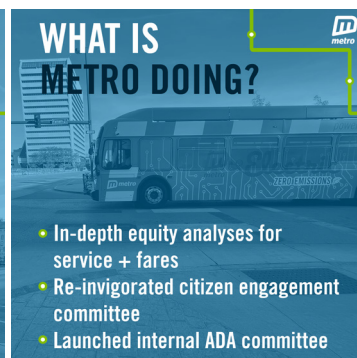 WHAT IS
METRO DOING?
metro
metro
ZERO EMISSIONS
In-depth equity analyses for
service + fares
Re-invigorated citizen engagement
committee
Launched internal ADA committee